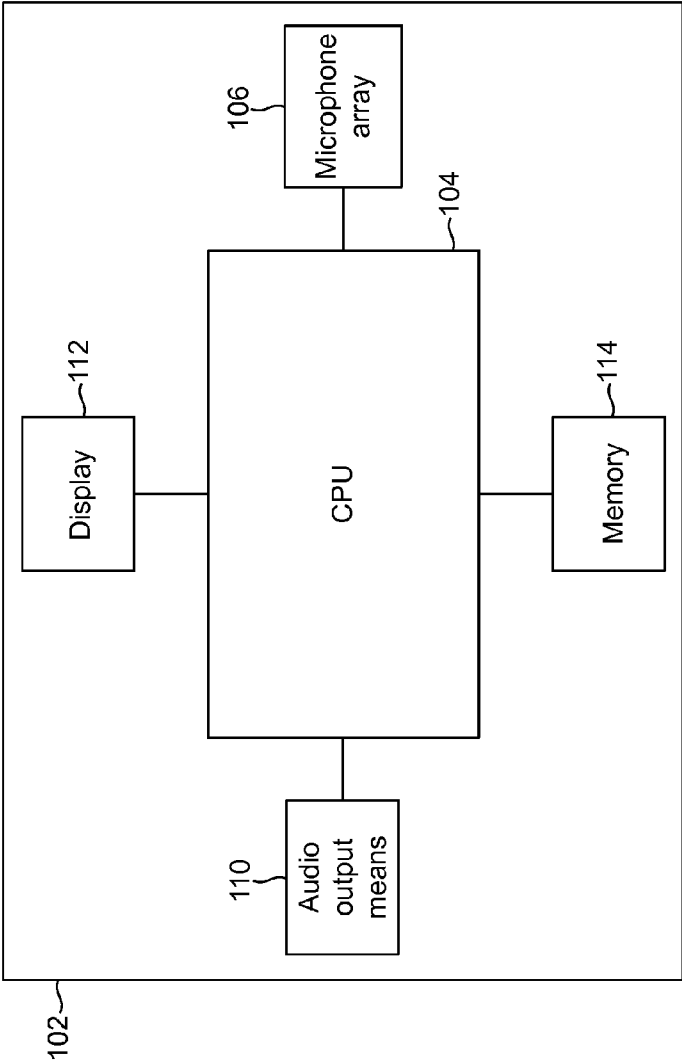 102
Display
112
110
Audio
output
means
CPU
106
Microphone
array
104
Memory
114